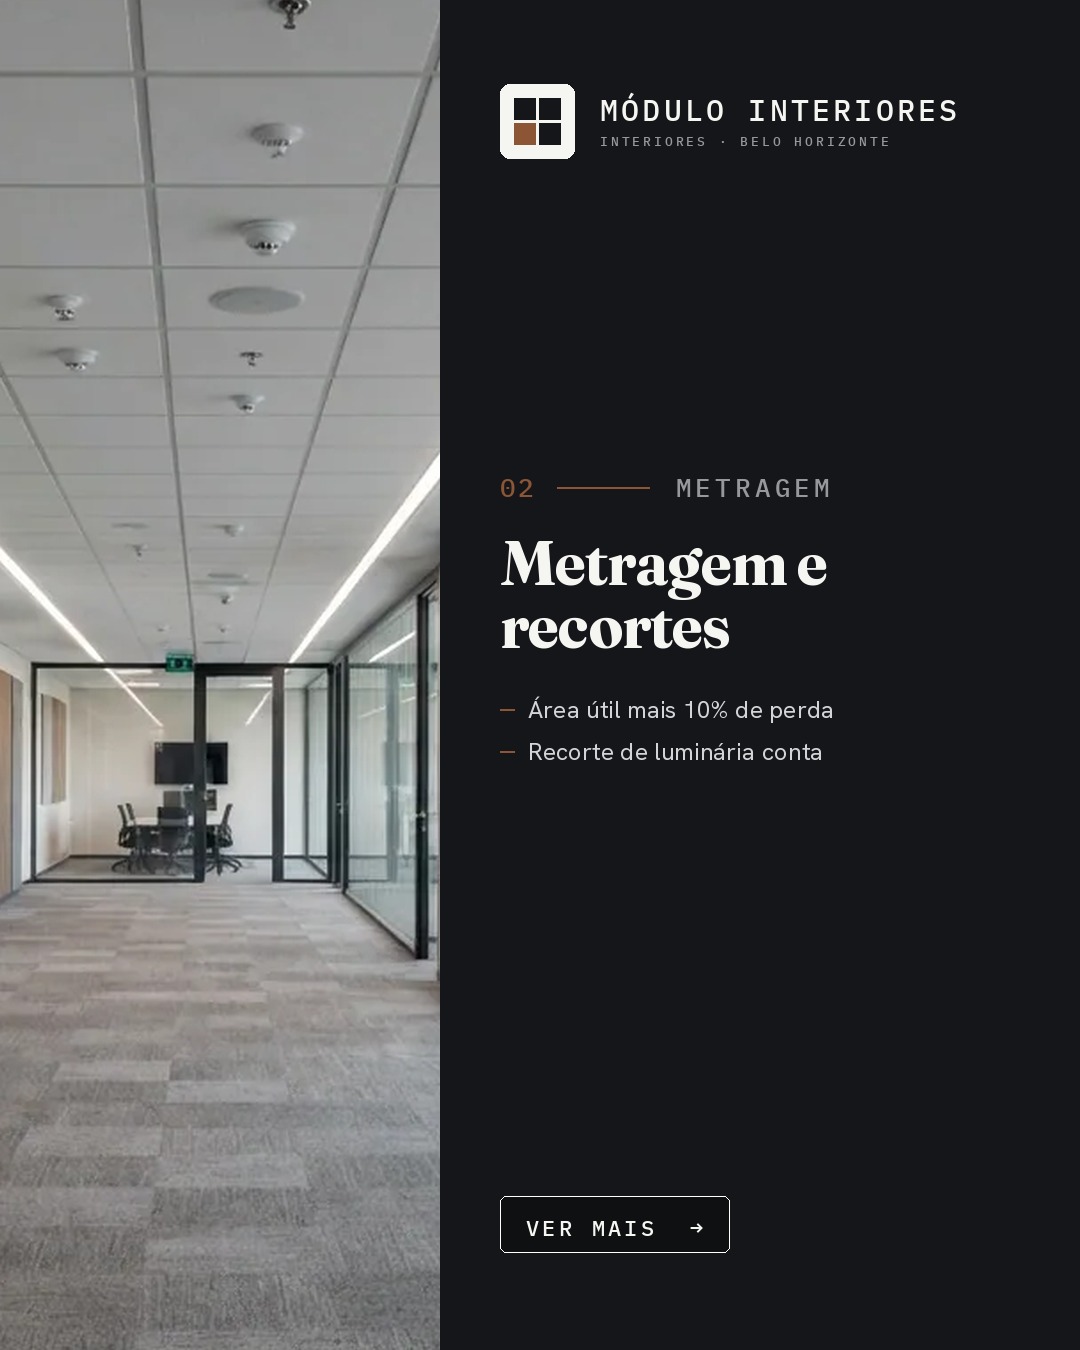 MÓDULO INTERIORES
INTERIORES · BELO HORIZONTE
02 METRAGEM
Metragem e
recortes
— Área útil mais 10% de perda
— Recorte de luminária conta
VER MAIS →